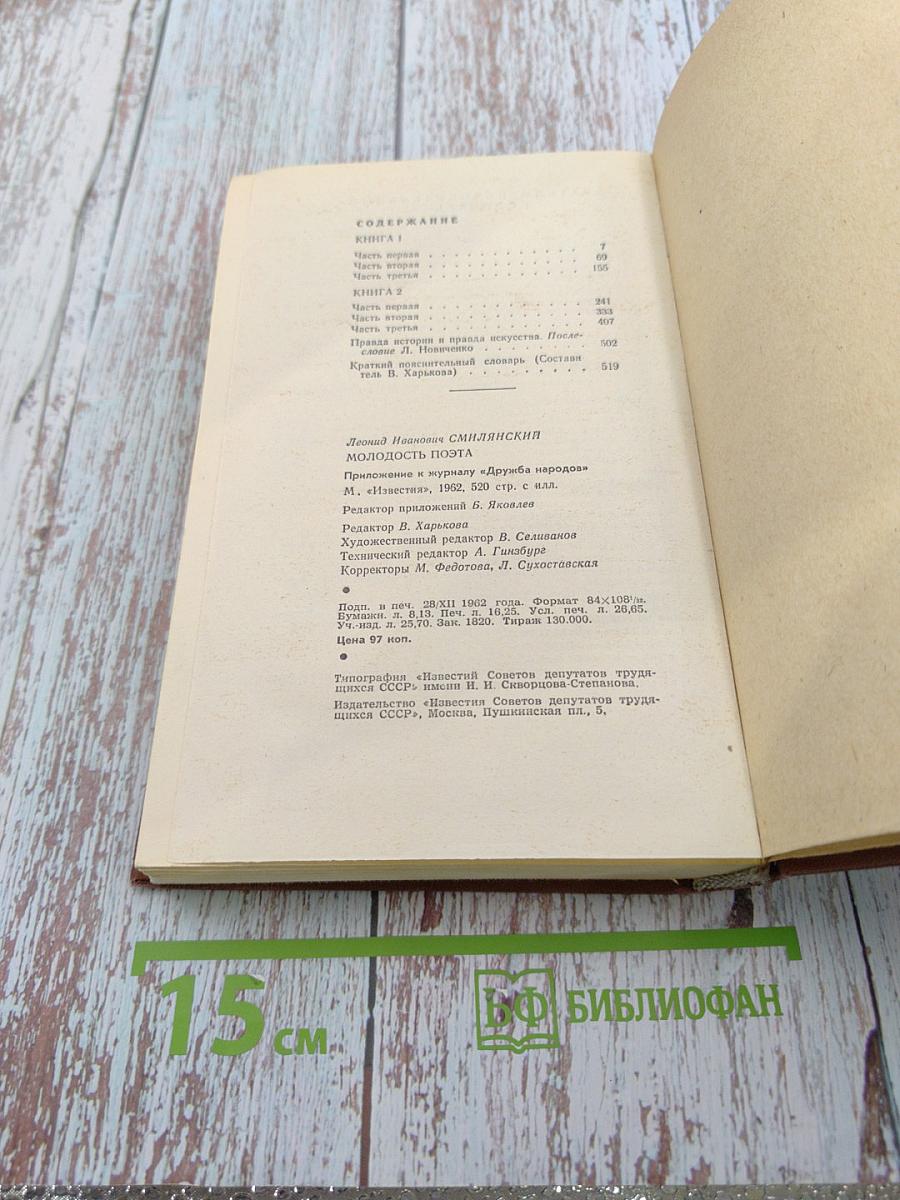 СОДЕРЖАНИЕ
КНИГА 1
Часть первая . . . . . . . . . . . . 7
Часть вторая . . . . . . . . . . . . 69
Часть третья . . . . . . . . . . . . 155
КНИГА 2
Часть первая . . . . . . . . . . . . 241
Часть вторая . . . . . . . . . . . . 333
Часть третья . . . . . . . . . . . . 407
Правда истории и правда искусства. После-
словие Л. Новиченко . . . . . . . . 502
Краткий пояснительный словарь (Состави
тель В. Харькова) . . . . . . . . . 519
Леонид Иванович СМИЛЯНСКИЙ
МОЛОДОСТЬ ПОЭТА
Приложение к журналу «Дружба народов»
М. «Известия», 1962, 520 стр. с илл.
Редактор приложений Б. Яковлев
Редактор В. Харькова
Художественный редактор В. Селиванов
Технический редактор А. Гинзбург
Корректоры М. Федотова, Л. Сухоставская
Подп. в печ. 28/XII 1962 года. Формат 84×108¹/₃₂.
Бумажн. л. 8,13. Печ. л. 16,25. Усл. печ. л. 26,65.
Уч.-изд. л. 25,70. Зак. 1820. Тираж 130.000.
Цена 97 коп.
Типография «Известий Советов депутатов трудя-
щихся СССР» имени И. И. Скворцова-Степанова.
Издательство «Известия Советов депутатов трудя-
щихся СССР», Москва, Пушкинская пл., 5.
15 см БФ БИБЛИОФАН